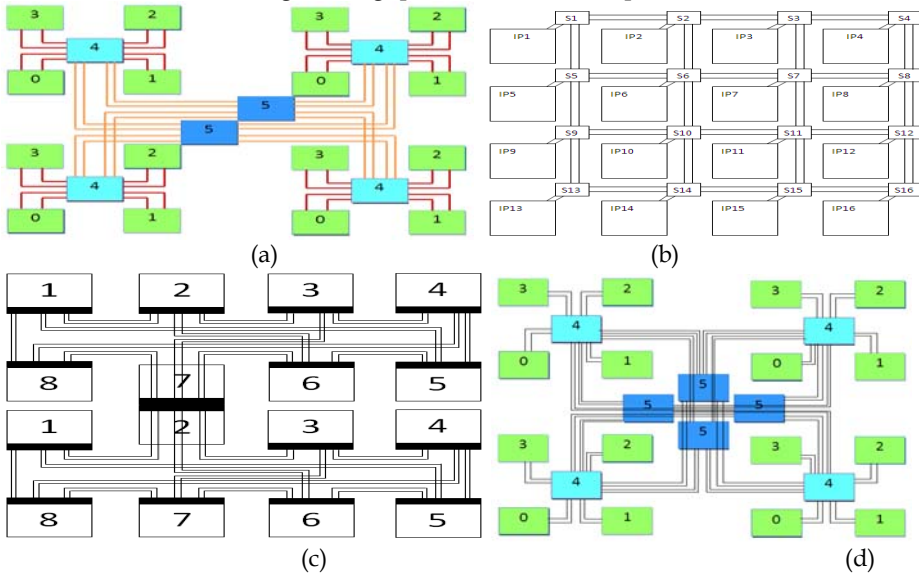 3 2 3 2
4 4
0 1 0 1
5
5
3 2 3 2
4 4
0 1 0 1
(a)
S1 S2 S3 S4
IP1 IP2 IP3 IP4
S5 S6 S7 S8
IP5 IP6 IP7 IP8
S9 S10 S11 S12
IP9 IP10 IP11 IP12
S13 S14 S15 S16
IP13 IP14 IP15 IP16
(b)
1 2 3 4
8 7 6 5
1 2 3 4
8 7 6 5
(c)
3 2 3 2
4 4
0 1 0 1
5
5 5
5
3 2 3 2
4 4
0 1 0 1
(d)